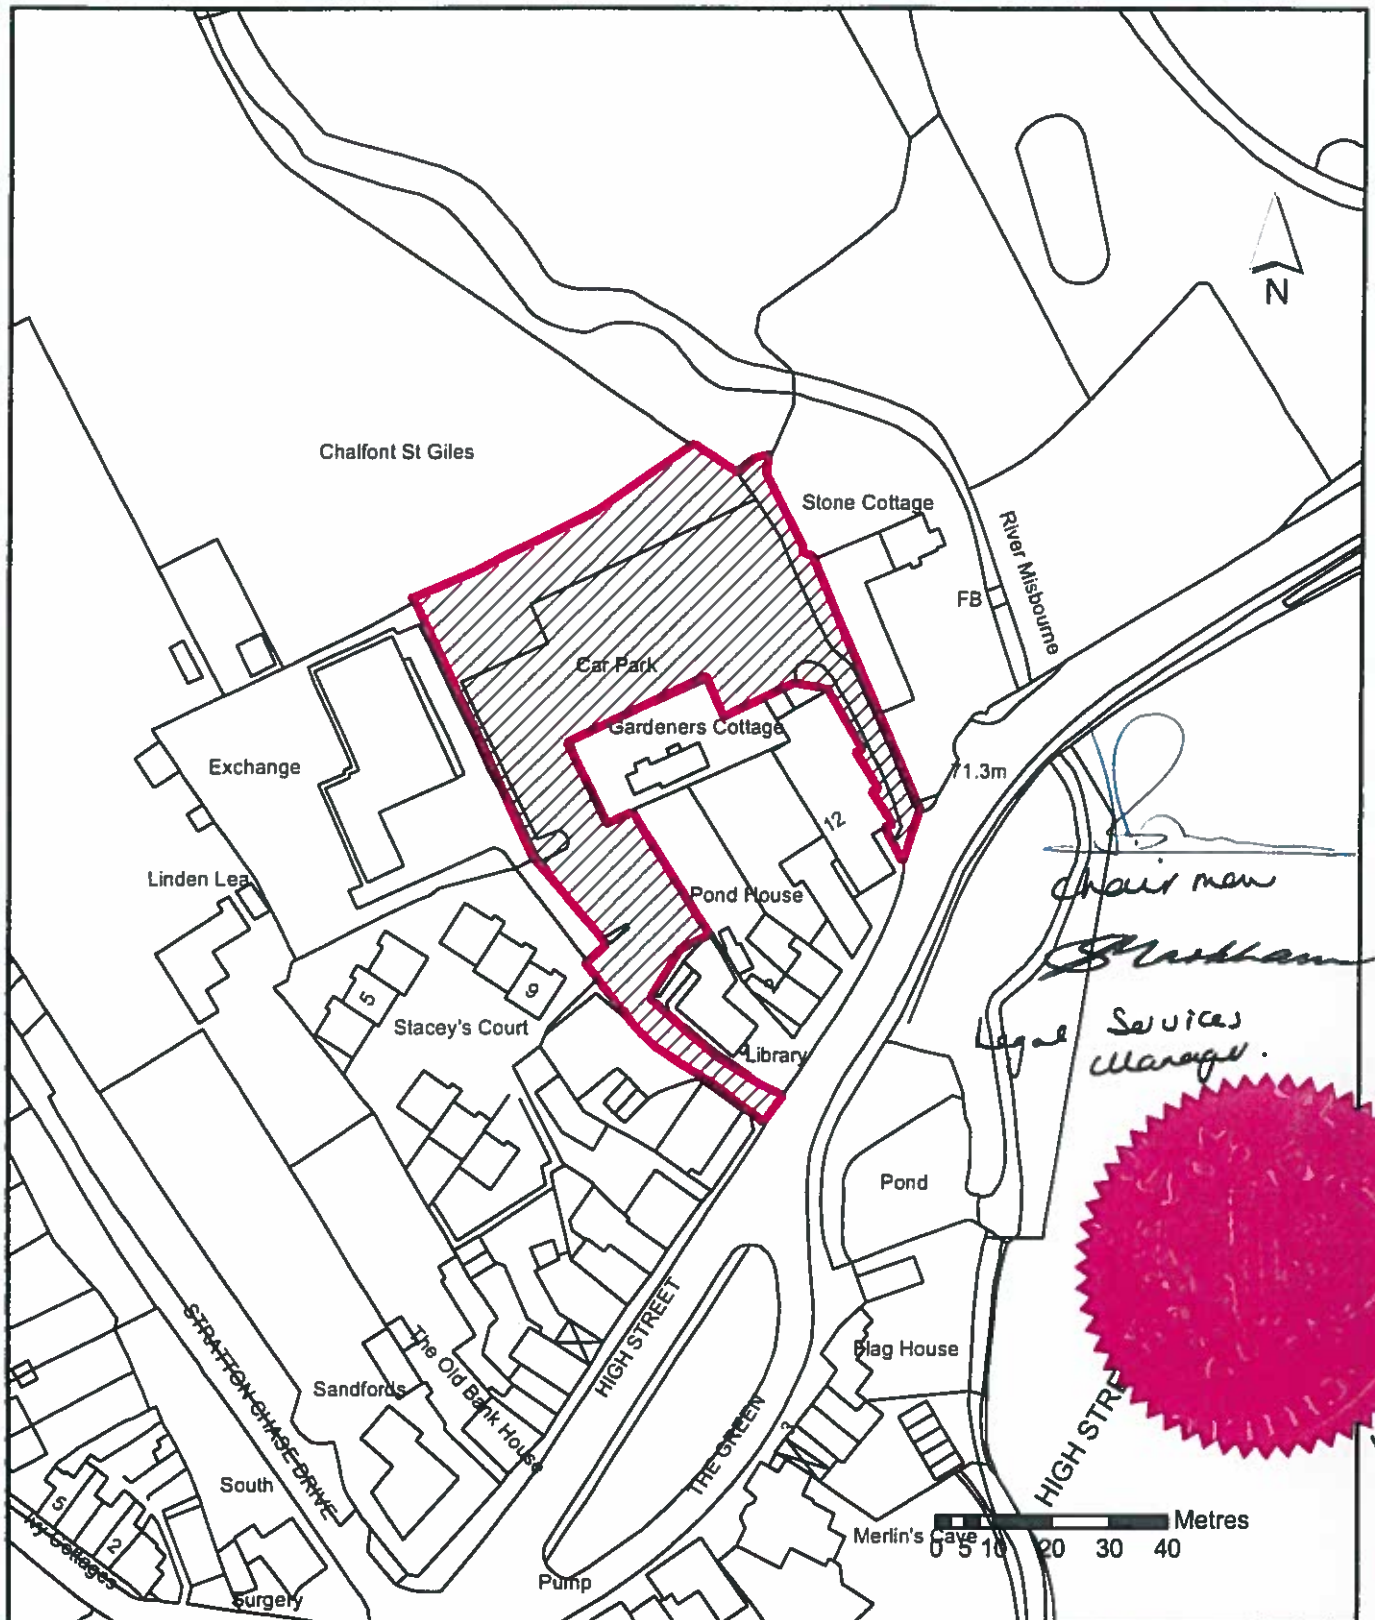 N
Chalfont St Giles
Stone Cottage
River Misbourne
FB
Car Park
Gardeners Cottage
Exchange
71.3m
12
Linden Lea
Chairman
Pond House
5
9
Stacey's Court
Library
Legal Services
Manager.
Pond
HIGH STREET
STRATTON CHASE DRIVE
The Old Bank House
Sandfords
THE GREEN
3
HIGH STRE
South
5
2
Ivy Cottages
Surgery
Pump
Merlin's Cave
Metres
0 5 10 20 30 40